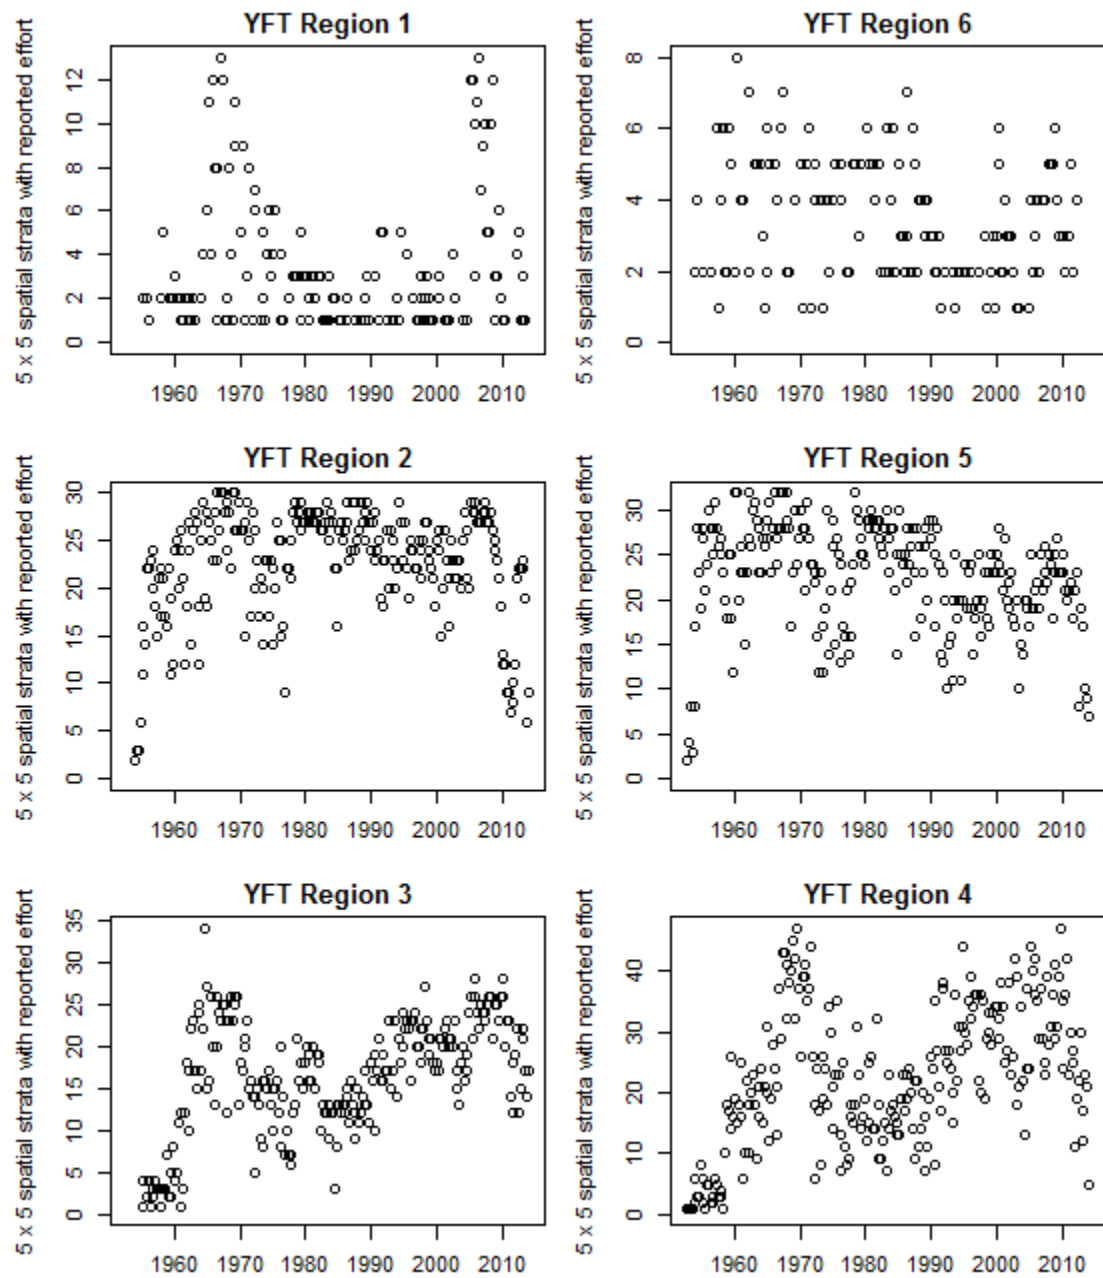 YFT Region 1
5 x 5 spatial strata with reported effort
12
10
8
6
4
2
0
1960 1970 1980 1990 2000 2010
YFT Region 6
5 x 5 spatial strata with reported effort
8
6
4
2
0
1960 1970 1980 1990 2000 2010
YFT Region 2
5 x 5 spatial strata with reported effort
30
25
20
15
10
5
0
1960 1970 1980 1990 2000 2010
YFT Region 5
5 x 5 spatial strata with reported effort
30
25
20
15
10
5
0
1960 1970 1980 1990 2000 2010
YFT Region 3
5 x 5 spatial strata with reported effort
35
30
25
20
15
10
5
0
1960 1970 1980 1990 2000 2010
YFT Region 4
5 x 5 spatial strata with reported effort
40
30
20
10
0
1960 1970 1980 1990 2000 2010